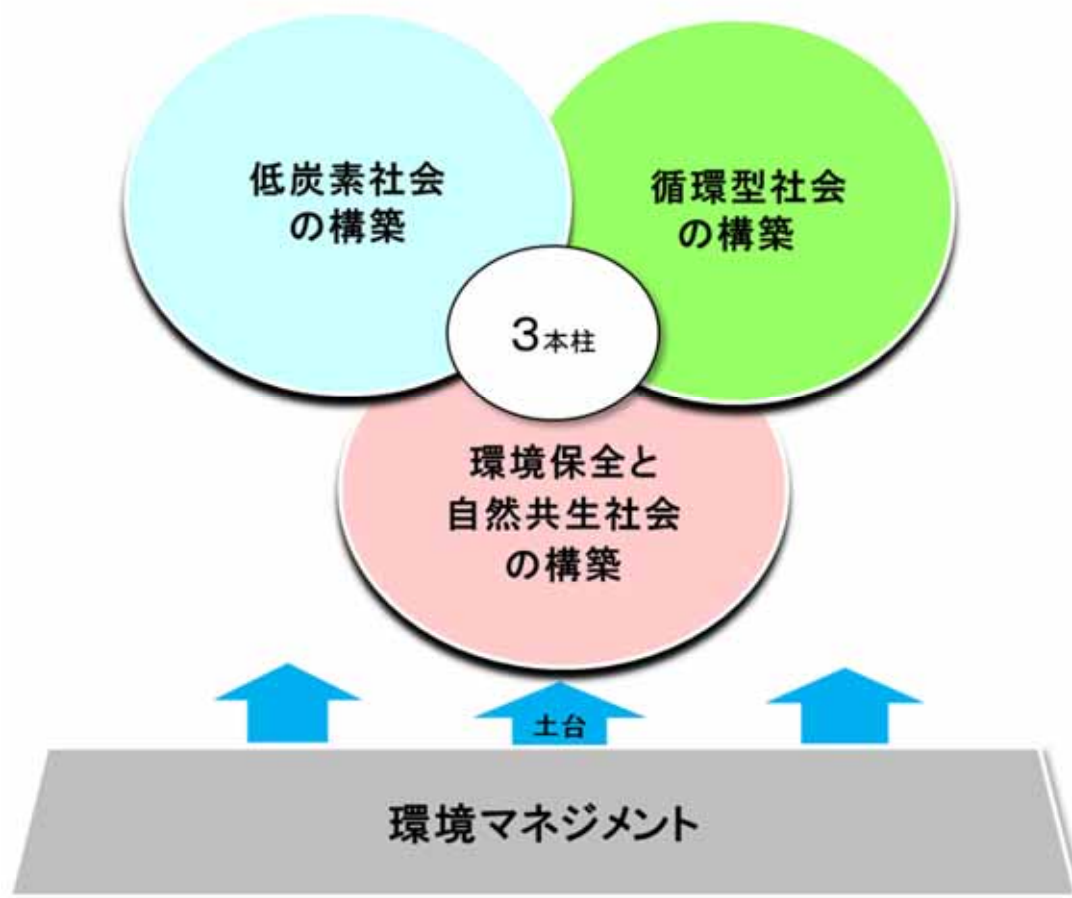 低炭素社会
の構築
循環型社会
の構築
3本柱
環境保全と
自然共生社会
の構築
土台
環境マネジメント